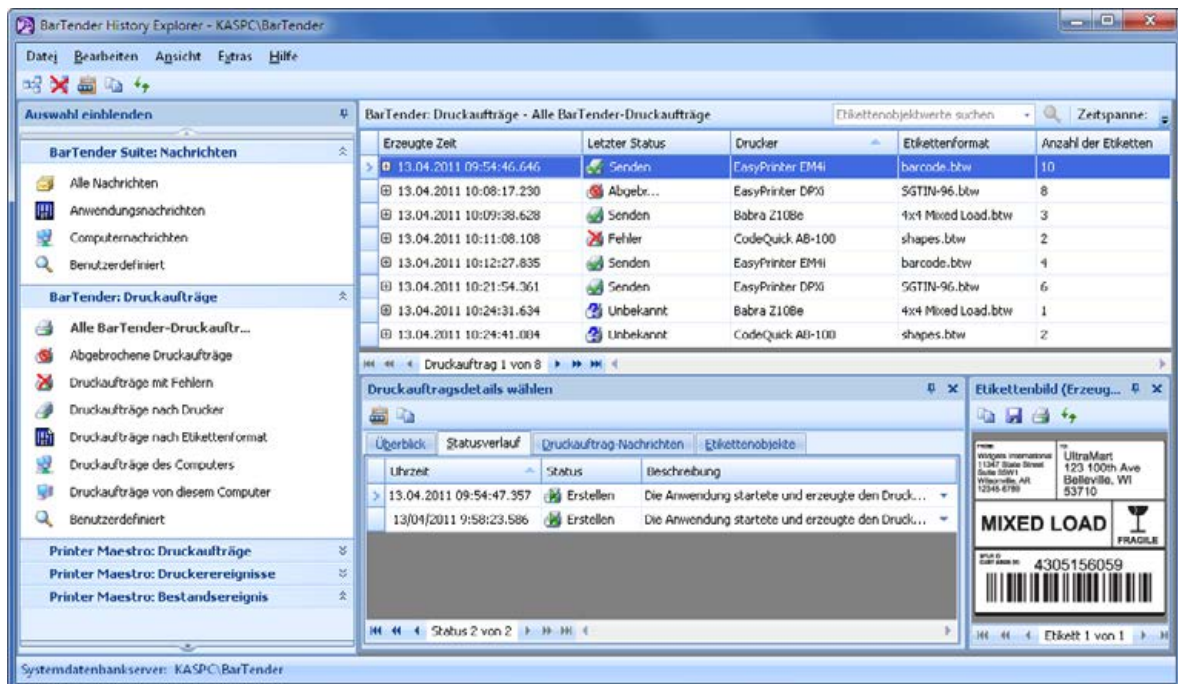 BarTender History Explorer - KASPC\BarTender
Datei Bearbeiten Ansicht Extras Hilfe
Auswahl einblenden
BarTender Suite: Nachrichten
Alle Nachrichten
Anwendungsnachrichten
Computernachrichten
Benutzerdefiniert
BarTender: Druckaufträge
Alle BarTender-Druckauftr...
Abgebrochene Druckaufträge
Druckaufträge mit Fehlern
Druckaufträge nach Drucker
Druckaufträge nach Etikettenformat
Druckaufträge des Computers
Druckaufträge von diesem Computer
Benutzerdefiniert
Printer Maestro: Druckaufträge
Printer Maestro: Druckerereignisse
Printer Maestro: Bestandsereignis
BarTender: Druckaufträge - Alle BarTender-Druckaufträge Etikettenobjektwerte suchen Zeitspanne:
Erzeugte Zeit Letzter Status Drucker Etikettenformat Anzahl der Etiketten
13.04.2011 09:54:46.646 Senden EasyPrinter EM4i barcode.btw 10
13.04.2011 10:08:17.230 Abgebr... EasyPrinter DPXi SGTIN-96.btw 8
13.04.2011 10:09:38.628 Senden Babra Z108e 4x4 Mixed Load.btw 3
13.04.2011 10:11:08.108 Fehler CodeQuick AB-100 shapes.btw 2
13.04.2011 10:12:27.835 Senden EasyPrinter EM4i barcode.btw 4
13.04.2011 10:21:54.361 Senden EasyPrinter DPXi SGTIN-96.btw 6
13.04.2011 10:24:31.634 Unbekannt Babra Z108e 4x4 Mixed Load.btw 1
13.04.2011 10:24:41.084 Unbekannt CodeQuick AB-100 shapes.btw 2
Druckauftrag 1 von 8
Druckauftragsdetails wählen
Überblick Statusverlauf Druckauftrag-Nachrichten Etikettenobjekte
Uhrzeit Status Beschreibung
13.04.2011 09:54:47.357 Erstellen Die Anwendung startete und erzeugte den Druck...
13/04/2011 9:58:23.586 Erstellen Die Anwendung startete und erzeugte den Druck...
Status 2 von 2
Etikettenbild (Erzeug...
FROM:
Widgets International
11347 State Street
Wilsonville, AR
12345-6789
TO:
UltraMart
123 100th Ave
Belleville, WI
53710
MIXED LOAD
FRAGILE
4305156059
Etikett 1 von 1
Systemdatenbankserver: KASPC\BarTender